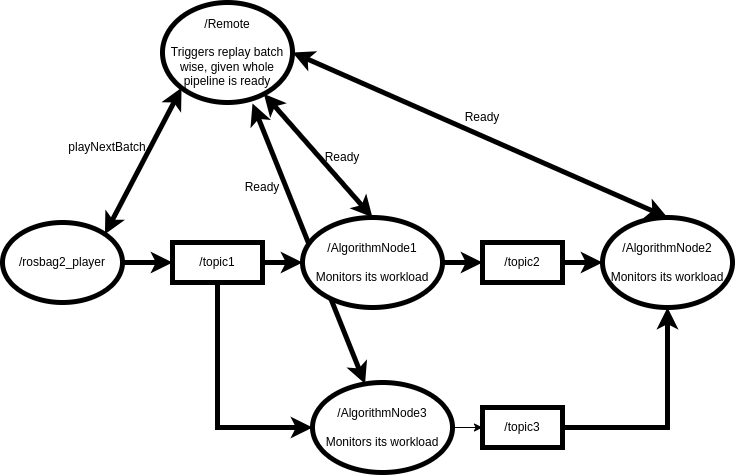 /Remote
Triggers replay batch
wise, given whole
pipeline is ready
playNextBatch
Ready
Ready
Ready
/rosbag2_player
/topic1
/AlgorithmNode1
Monitors its workload
/topic2
/AlgorithmNode2
Monitors its workload
/AlgorithmNode3
Monitors its workload
/topic3